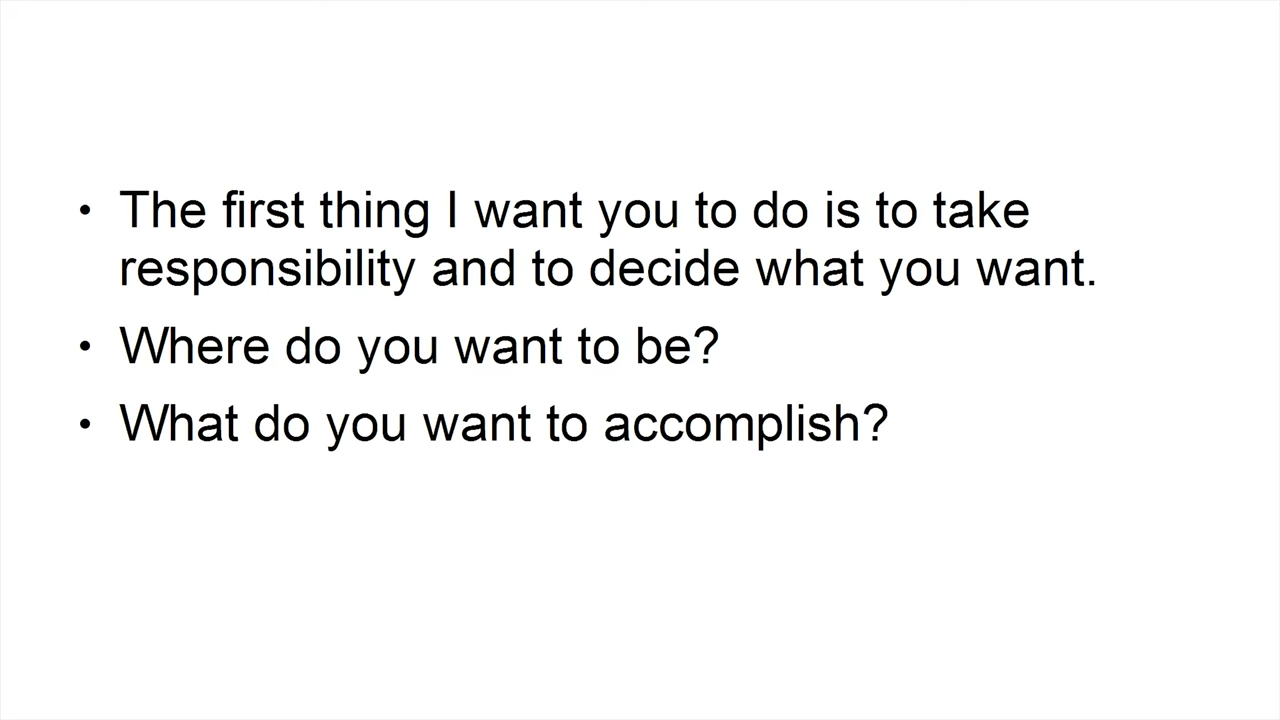 • The first thing I want you to do is to take
responsibility and to decide what you want.
• Where do you want to be?
• What do you want to accomplish?